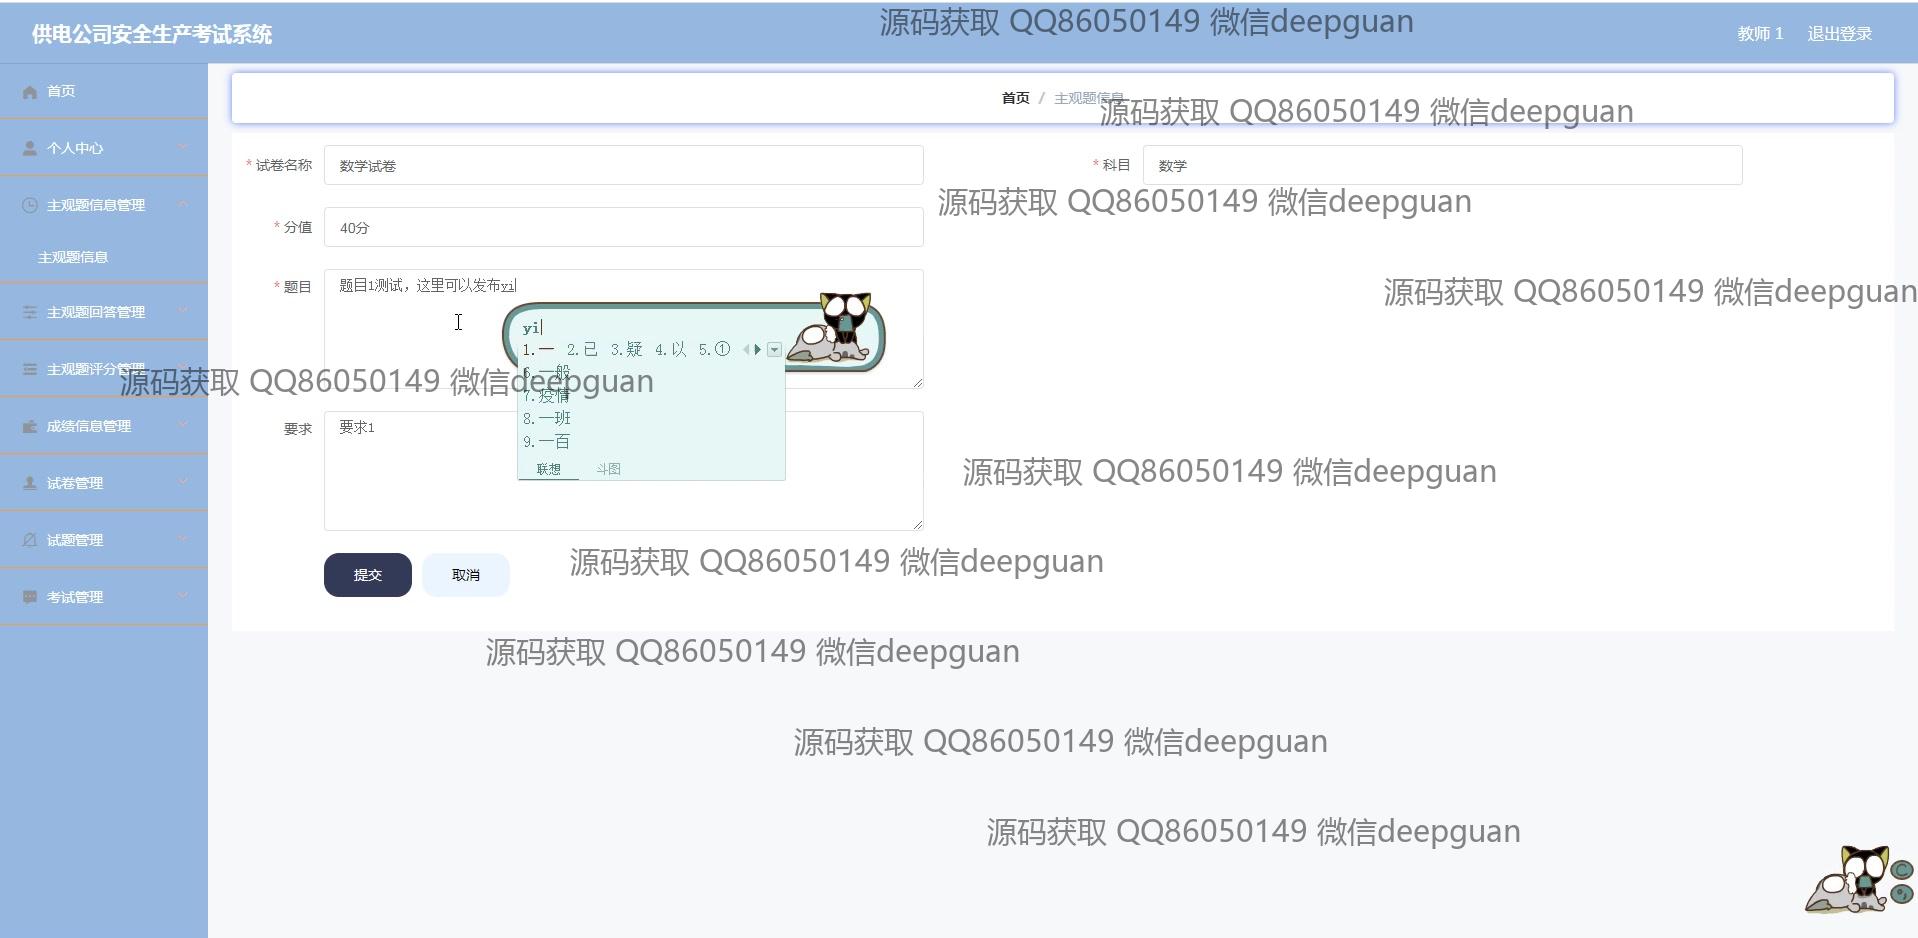 供电公司安全生产考试系统
源码获取 QQ86050149 微信deepguan
教师 1 退出登录
首页
首页 / 主观题信息
源码获取 QQ86050149 微信deepguan
个人中心
* 试卷名称 数学试卷
* 科目 数学
主观题信息管理
源码获取 QQ86050149 微信deepguan
* 分值 40分
主观题信息
* 题目 题目1测试，这里可以发布yi
源码获取 QQ86050149 微信deepguan
主观题回答管理
yi
1.一 2.已 3.疑 4.以 5.①
6.一般
7.疫情
8.一班
9.一百
联想 斗图
主观题评分管理
源码获取 QQ86050149 微信deepguan
成绩信息管理
要求 要求1
源码获取 QQ86050149 微信deepguan
试卷管理
试题管理
源码获取 QQ86050149 微信deepguan
提交 取消
考试管理
源码获取 QQ86050149 微信deepguan
源码获取 QQ86050149 微信deepguan
源码获取 QQ86050149 微信deepguan